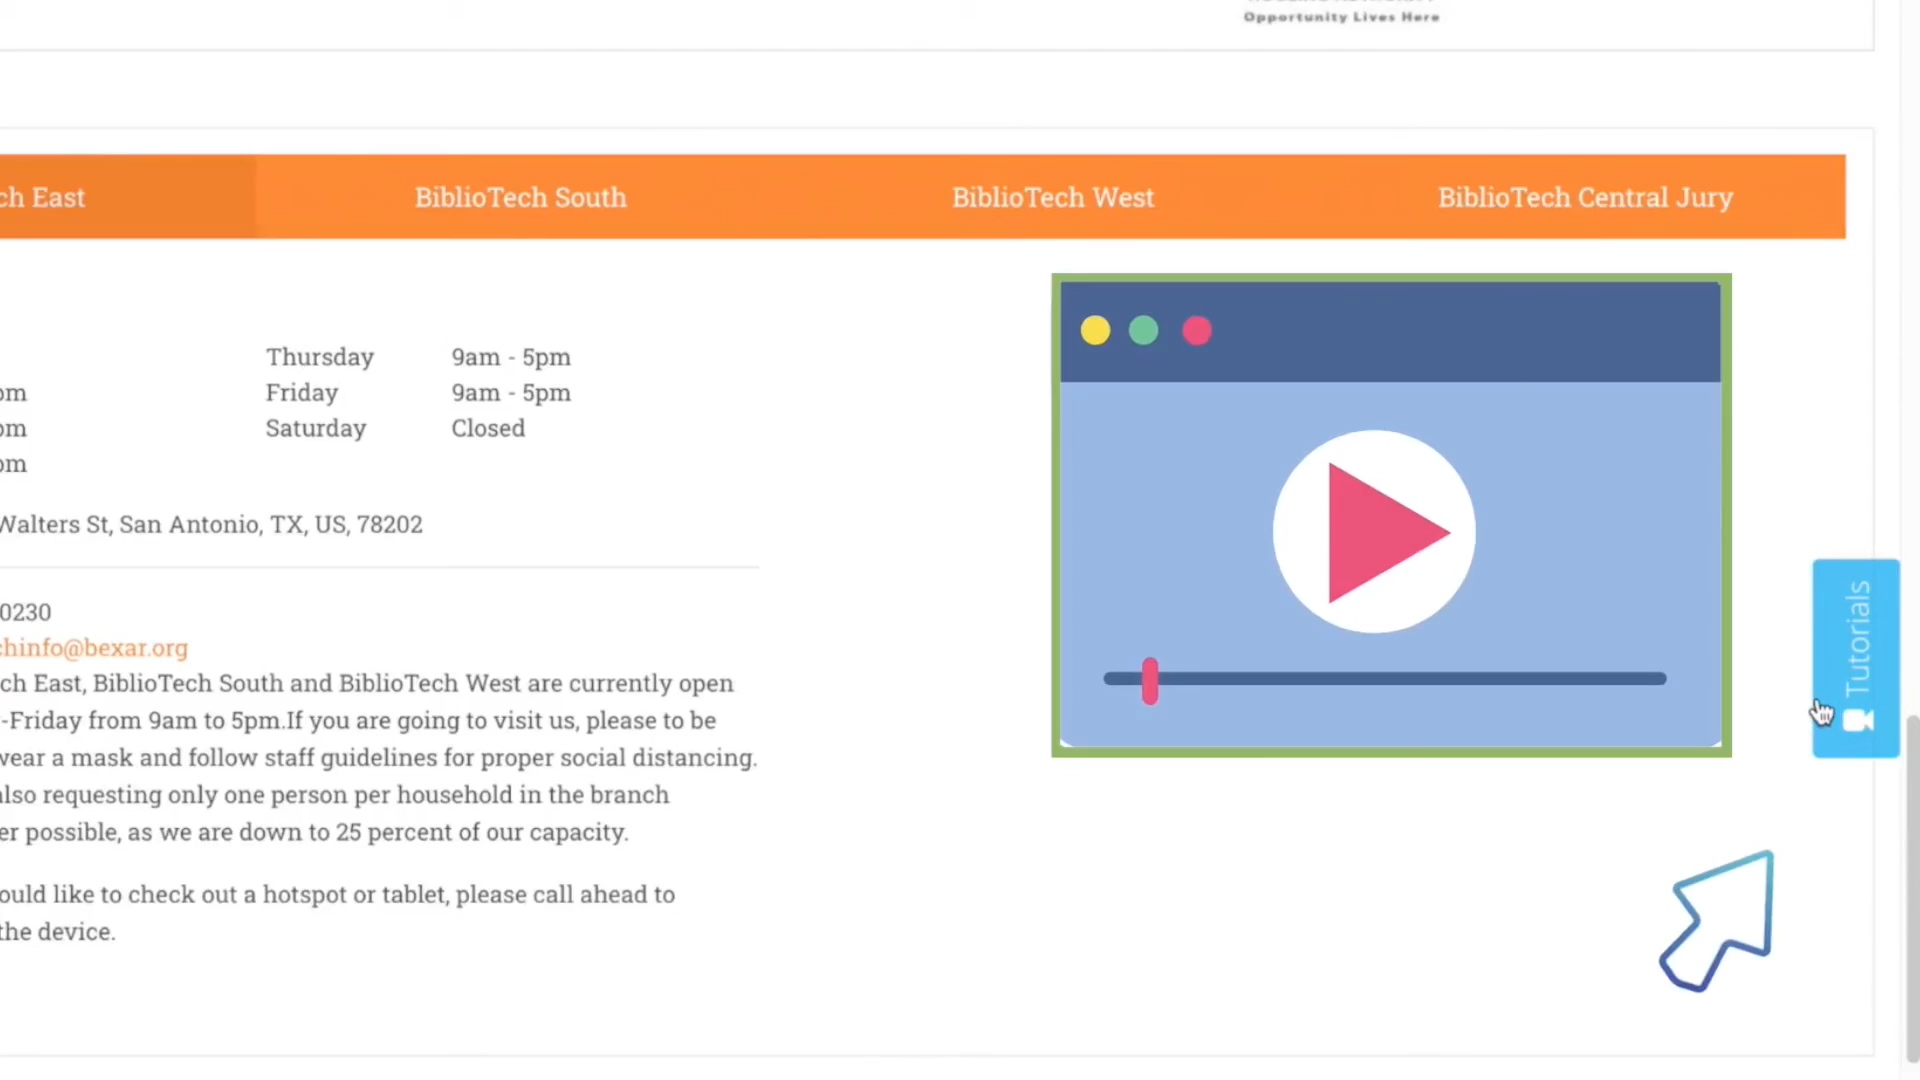 Opportunity Lives Here
ch East
BiblioTech South
BiblioTech West
BiblioTech Central Jury
Thursday 9am - 5pm
om Friday 9am - 5pm
om Saturday Closed
om
Walters St, San Antonio, TX, US, 78202
0230
chinfo@bexar.org
ch East, BiblioTech South and BiblioTech West are currently open
-Friday from 9am to 5pm.If you are going to visit us, please to be
wear a mask and follow staff guidelines for proper social distancing.
also requesting only one person per household in the branch
er possible, as we are down to 25 percent of our capacity.
ould like to check out a hotspot or tablet, please call ahead to
the device.
Tutorials